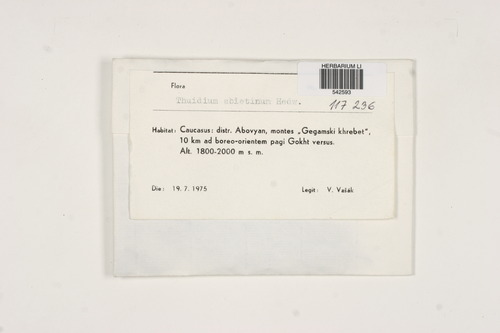 HERBARIUM LI
542593
Flora
Thuidium abietinum Hedw.
117 296
Habitat: Caucasus: distr. Abovyan, montes „Gegamski khrebet",
10 km ad boreo-orientem pagi Gokht versus.
Alt. 1800-2000 m s. m.
Die: 19. 7. 1975 Legit: V. Vašák